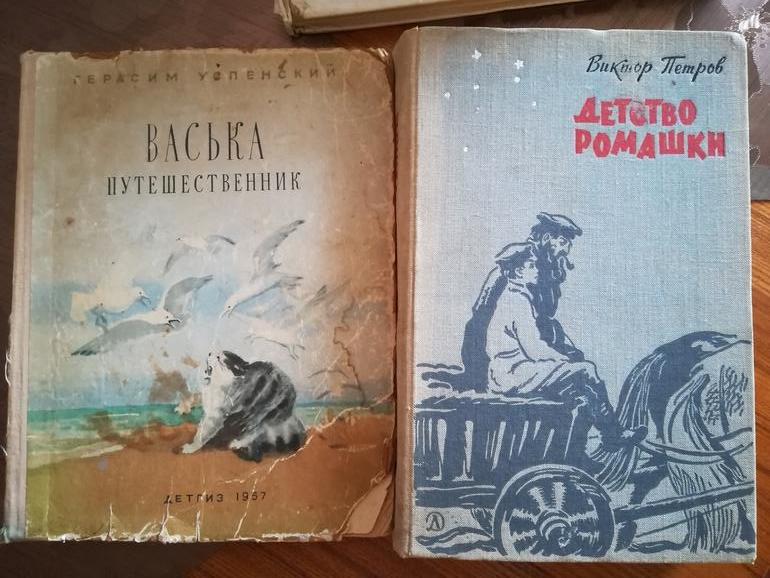 ГЕРАСИМ УСПЕНСКИЙ
ВАСЬКА
ПУТЕШЕСТВЕННИК
ДЕТГИЗ 1957
Виктор Петров
ДЕТСТВО
РОМАШКИ
Д